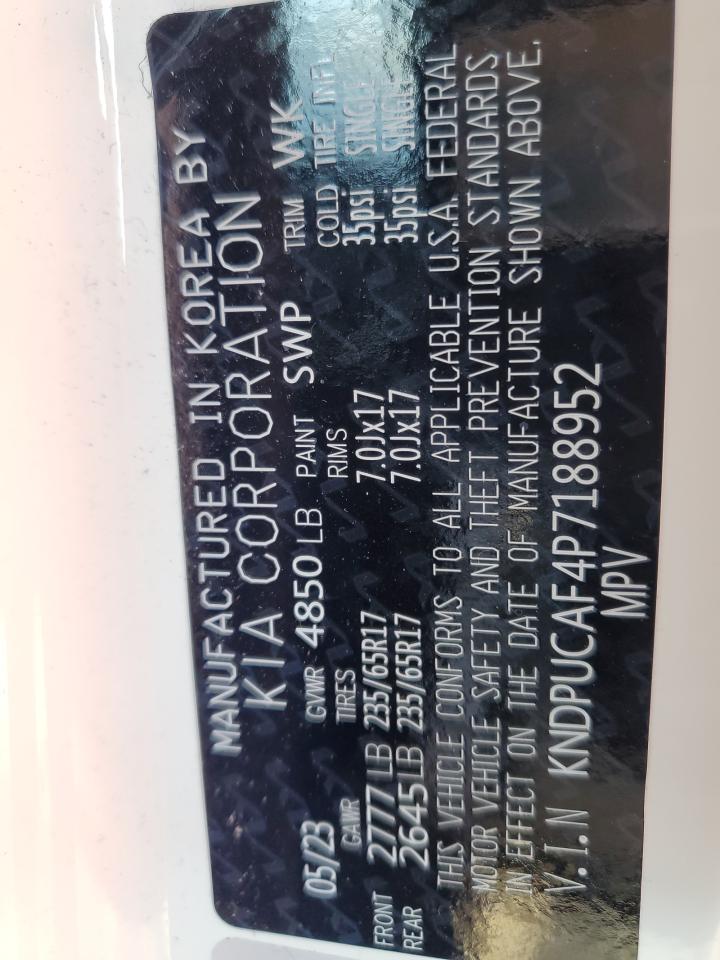 MANUFACTURED IN KOREA BY
KIA CORPORATION
05/23 GVWR 4850 LB PAINT SWP TRIM WK
GAWR TIRES RIMS COLD TIRE INFL
FRONT 2777 LB 235/65R17 7.0Jx17 35psi SINGLE
REAR 2645 LB 235/65R17 7.0Jx17 35psi SINGLE
THIS VEHICLE CONFORMS TO ALL APPLICABLE U.S.A. FEDERAL
MOTOR VEHICLE SAFETY AND THEFT PREVENTION STANDARDS
IN EFFECT ON THE DATE OF MANUFACTURE SHOWN ABOVE.
V.I.N KNDPUCAF4P7188952
MPV